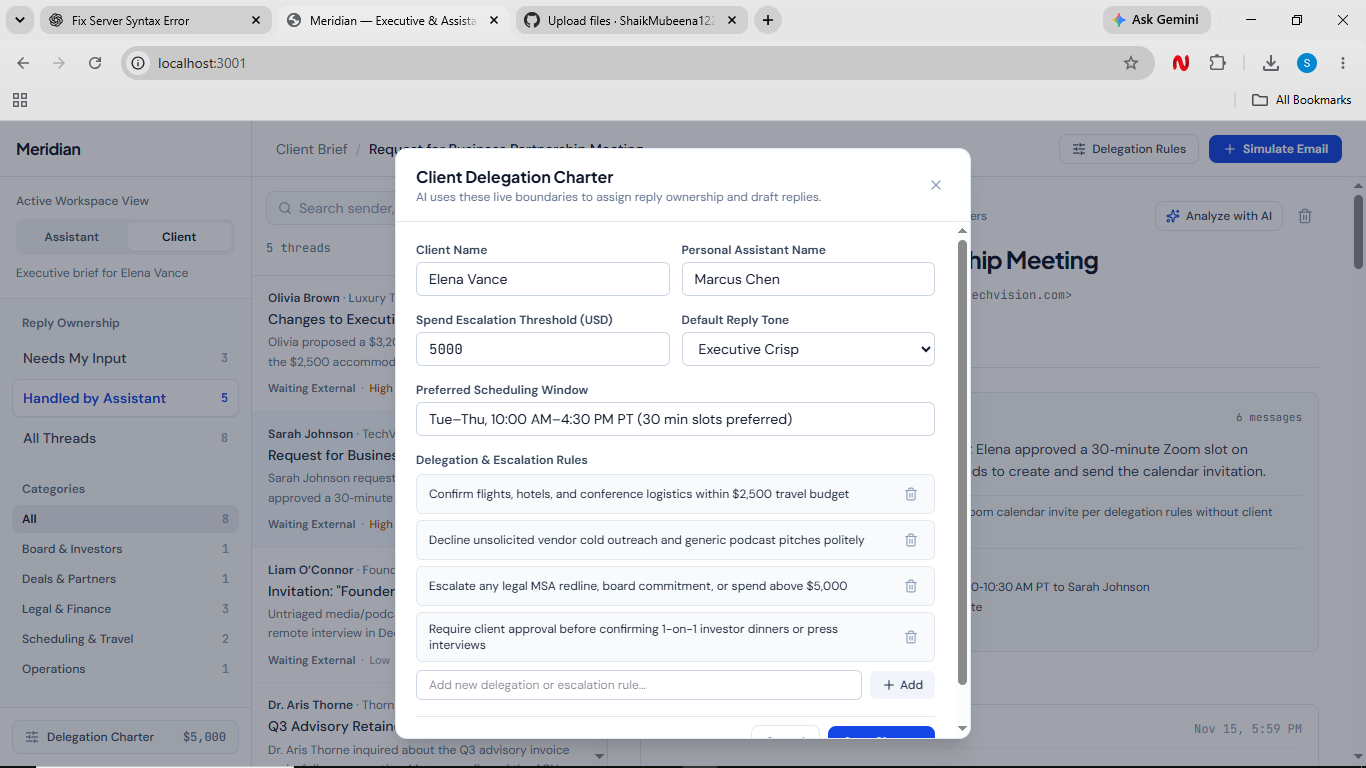 Fix Server Syntax Error
Meridian — Executive & Assista
Upload files · ShaikMubeena122
Ask Gemini
localhost:3001
S
All Bookmarks
Meridian
Client Brief / Request for Business Partnership Meeting
Delegation Rules
Simulate Email
Active Workspace View
Assistant
Client
Executive brief for Elena Vance
Reply Ownership
Needs My Input 3
Handled by Assistant 5
All Threads 8
Categories
All 8
Board & Investors 1
Deals & Partners 1
Legal & Finance 3
Scheduling & Travel 2
Operations 1
Delegation Charter $5,000
Search sender,
5 threads
Olivia Brown · Luxury T
Changes to Executi
Olivia proposed a $3,20
the $2,500 accommod
Waiting External · High
Sarah Johnson · TechV
Request for Busines
Sarah Johnson request
approved a 30-minute
Waiting External · High
Liam O’Connor · Found
Invitation: "Founder
Untriaged media/podc
remote interview in Dec
Waiting External · Low
Dr. Aris Thorne · Thorn
Q3 Advisory Retaine
Dr. Aris Thorne inquired about the Q3 advisory invoice
Client Delegation Charter
AI uses these live boundaries to assign reply ownership and draft replies.
Client Name
Elena Vance
Personal Assistant Name
Marcus Chen
Spend Escalation Threshold (USD)
5000
Default Reply Tone
Executive Crisp
Preferred Scheduling Window
Tue–Thu, 10:00 AM–4:30 PM PT (30 min slots preferred)
Delegation & Escalation Rules
Confirm flights, hotels, and conference logistics within $2,500 travel budget
Decline unsolicited vendor cold outreach and generic podcast pitches politely
Escalate any legal MSA redline, board commitment, or spend above $5,000
Require client approval before confirming 1-on-1 investor dinners or press
interviews
Add new delegation or escalation rule…
Add
ers
Analyze with AI
hip Meeting
echvision.com>
6 messages
Elena approved a 30-minute Zoom slot on
ds to create and send the calendar invitation.
oom calendar invite per delegation rules without client
0-10:30 AM PT to Sarah Johnson
te
Nov 15, 5:59 PM